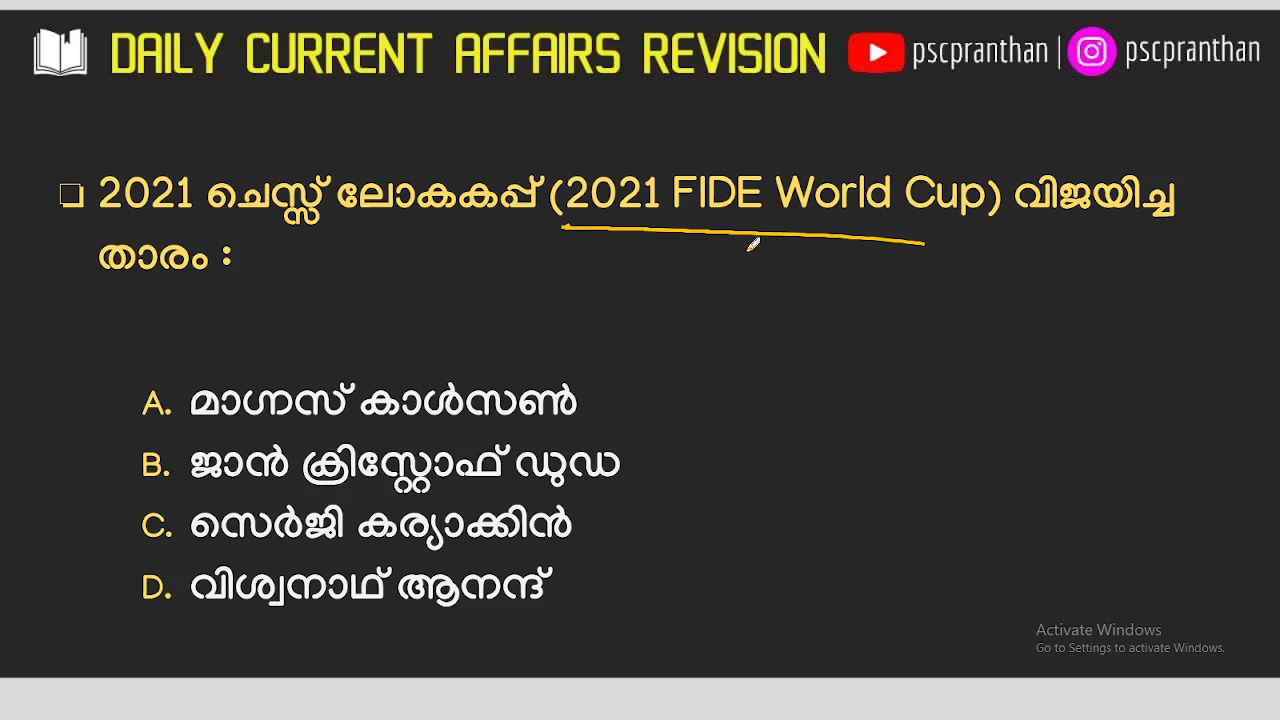 DAILY CURRENT AFFAIRS REVISION pscpranthan | pscpranthan
2021 ചെസ്സ് ലോകകപ്പ് (2021 FIDE World Cup) വിജയിച്ച
താരം :
A. മാഗ്നസ് കാൾസൺ
B. ജാൻ ക്രിസ്റ്റോഫ് ഡുഡ
C. സെർജി കര്യാക്കിൻ
D. വിശ്വനാഥ് ആനന്ദ്
Activate Windows
Go to Settings to activate Windows.